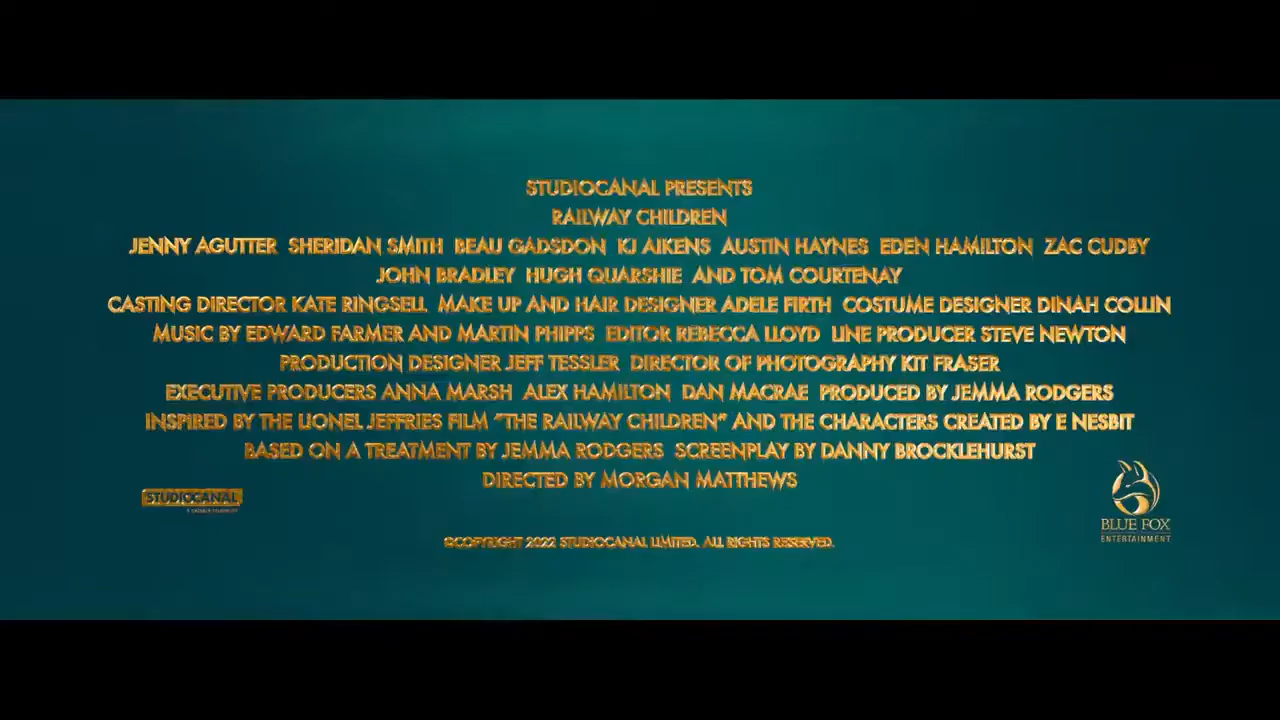 STUDIOCANAL PRESENTS
RAILWAY CHILDREN
JENNY AGUTTER SHERIDAN SMITH BEAU GADSDON KJ AIKENS AUSTIN HAYNES EDEN HAMILTON ZAC CUDBY
JOHN BRADLEY HUGH QUARSHIE AND TOM COURTENAY
CASTING DIRECTOR KATE RINGSELL MAKE UP AND HAIR DESIGNER ADELE FIRTH COSTUME DESIGNER DINAH COLLIN
MUSIC BY EDWARD FARMER AND MARTIN PHIPPS EDITOR REBECCA LLOYD LINE PRODUCER STEVE NEWTON
PRODUCTION DESIGNER JEFF TESSLER DIRECTOR OF PHOTOGRAPHY KIT FRASER
EXECUTIVE PRODUCERS ANNA MARSH ALEX HAMILTON DAN MACRAE PRODUCED BY JEMMA RODGERS
INSPIRED BY THE LIONEL JEFFRIES FILM "THE RAILWAY CHILDREN" AND THE CHARACTERS CREATED BY E NESBIT
BASED ON A TREATMENT BY JEMMA RODGERS SCREENPLAY BY DANNY BROCKLEHURST
DIRECTED BY MORGAN MATTHEWS
STUDIOCANAL
BLUE FOX
ENTERTAINMENT
©COPYRIGHT 2022 STUDIOCANAL LIMITED. ALL RIGHTS RESERVED.